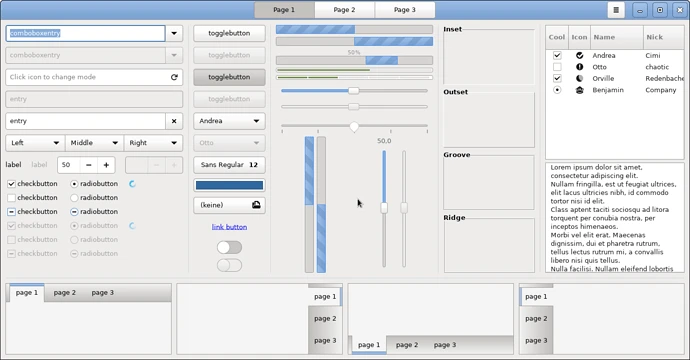 Page 1 Page 2 Page 3
comboboxentry
comboboxentry
Click icon to change mode
entry
entry
Left Middle Right
label label 50
checkbutton radiobutton
checkbutton radiobutton
checkbutton radiobutton
checkbutton radiobutton
checkbutton radiobutton
checkbutton radiobutton
togglebutton
togglebutton
togglebutton
togglebutton
Andrea
Otto
Sans Regular 12
(keine)
link button
50%
50,0
Inset
Outset
Groove
Ridge
Cool Icon Name Nick
Andrea Cimi
Otto chaotic
Orville Redenbache
Benjamin Company
Lorem ipsum dolor sit amet,
consectetur adipiscing elit.
Nullam fringilla, est ut feugiat ultrices,
elit lacus ultricies nibh, id commodo
tortor nisi id elit.
Class aptent taciti sociosqu ad litora
torquent per conubia nostra, per
inceptos himenaeos.
Morbi vel elit erat. Maecenas
dignissim, dui et pharetra rutrum,
tellus lectus rutrum mi, a convallis
libero nisi quis tellus.
Nulla facilisi. Nullam eleifend lobortis
page 1 page 2 page 3
page 1
page 2
page 3
page 1 page 2 page 3
page 1
page 2
page 3